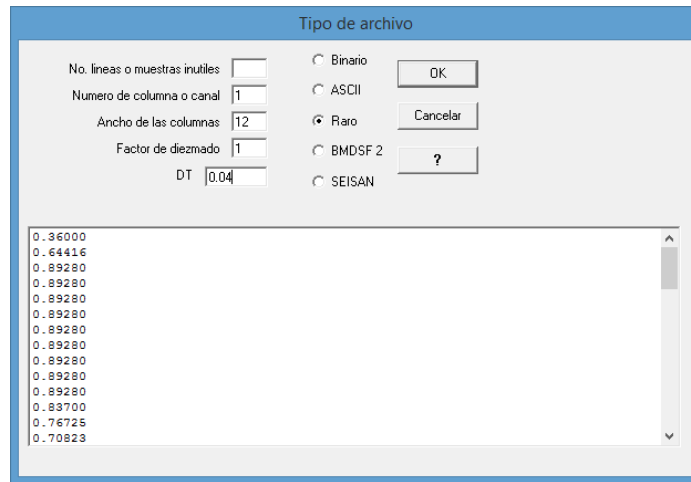 Tipo de archivo
No. lineas o muestras inutiles
Numero de columna o canal 1
Ancho de las columnas 12
Factor de diezmado 1
DT 0.04
Binario
ASCII
Raro
BMDSF 2
SEISAN
OK
Cancelar
?
0.36000
0.64416
0.89280
0.89280
0.89280
0.89280
0.89280
0.89280
0.89280
0.89280
0.89280
0.83700
0.76725
0.70823